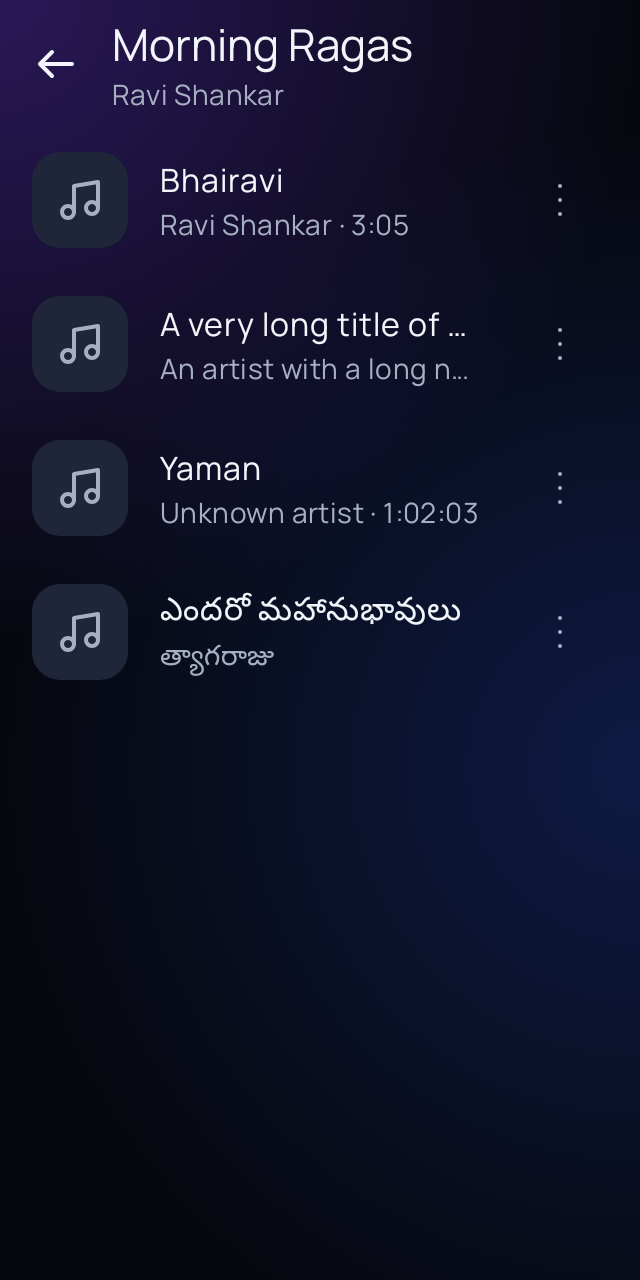 Morning Ragas
Ravi Shankar
Bhairavi
Ravi Shankar · 3:05
A very long title of …
An artist with a long n…
Yaman
Unknown artist · 1:02:03
ఎందరో మహానుభావులు
త్యాగరాజు